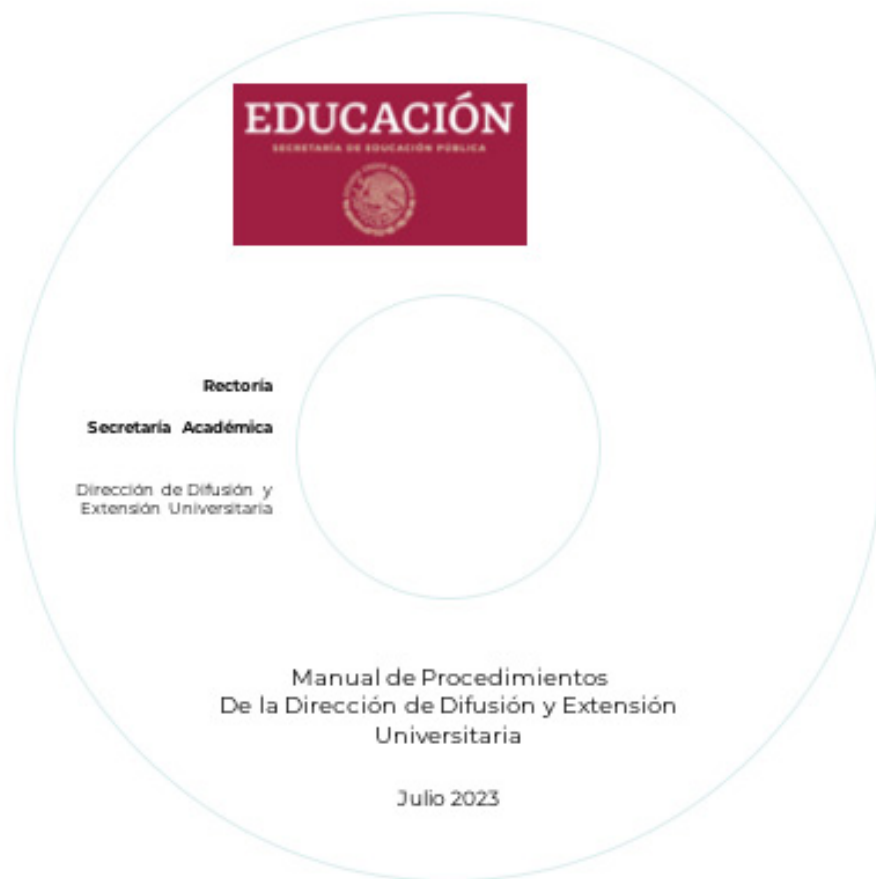 EDUCACIÓN
SECRETARÍA DE EDUCACIÓN PÚBLICA
Rectoría
Secretaría Académica
Dirección de Difusión y
Extensión Universitaria
Manual de Procedimientos
De la Dirección de Difusión y Extensión
Universitaria
Julio 2023